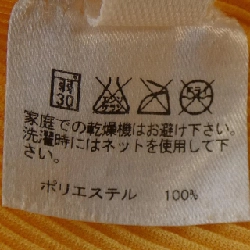 弱
30
家庭での乾燥機はお避け下さい。
洗濯時にはネットを使用して下
さい。
ポリエステル 100%